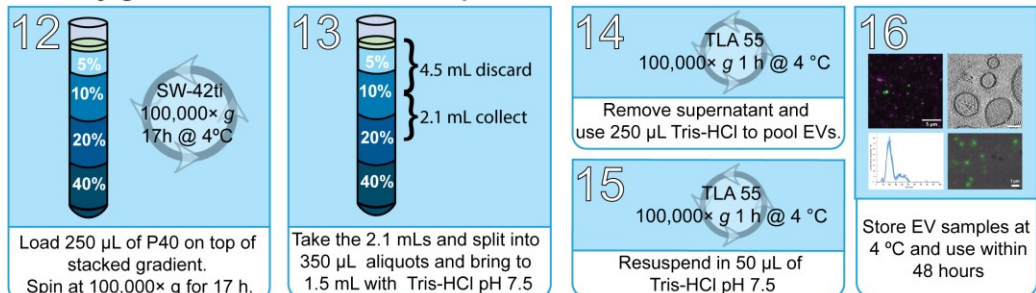 12
5%
10%
20%
40%
SW-42ti
100,000× g
17h @ 4ºC
Load 250 µL of P40 on top of
stacked gradient.
Spin at 100,000× g for 17 h.
13
5%
10%
20%
40%
4.5 mL discard
2.1 mL collect
Take the 2.1 mLs and split into
350 µL aliquots and bring to
1.5 mL with Tris-HCl pH 7.5
14
TLA 55
100,000× g 1 h @ 4 °C
Remove supernatant and
use 250 µL Tris-HCl to pool EVs.
15
TLA 55
100,000× g 1 h @ 4 °C
Resuspend in 50 µL of
Tris-HCl pH 7.5
16
5 µm
Store EV samples at
4 ºC and use within
48 hours